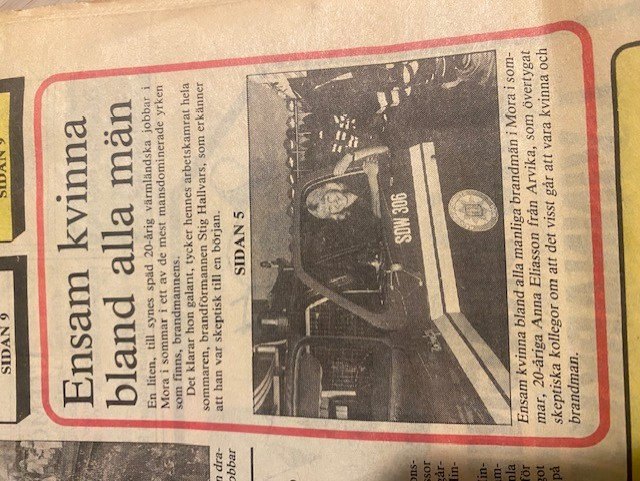 SIDAN 9
SIDAN 9
Ensam kvinna
bland alla män
En liten, till synes späd 20-årig värmländska jobbar i
Mora i sommar i ett av de mest mansdominerade yrken
som finns, brandmannens.
Det klarar hon galant, tycker hennes arbetskamrat hela
sommaren, brandförmannen Stig Hallvars, som erkänner
att han var skeptisk till en början.
SIDAN 5
SDW 306
Ensam kvinna bland alla manliga brandmän i Mora i som-
mar, 20-åriga Anna Eliasson från Arvika, som övertygat
skeptiska kollegor om att det visst går att vara kvinna och
brandman.